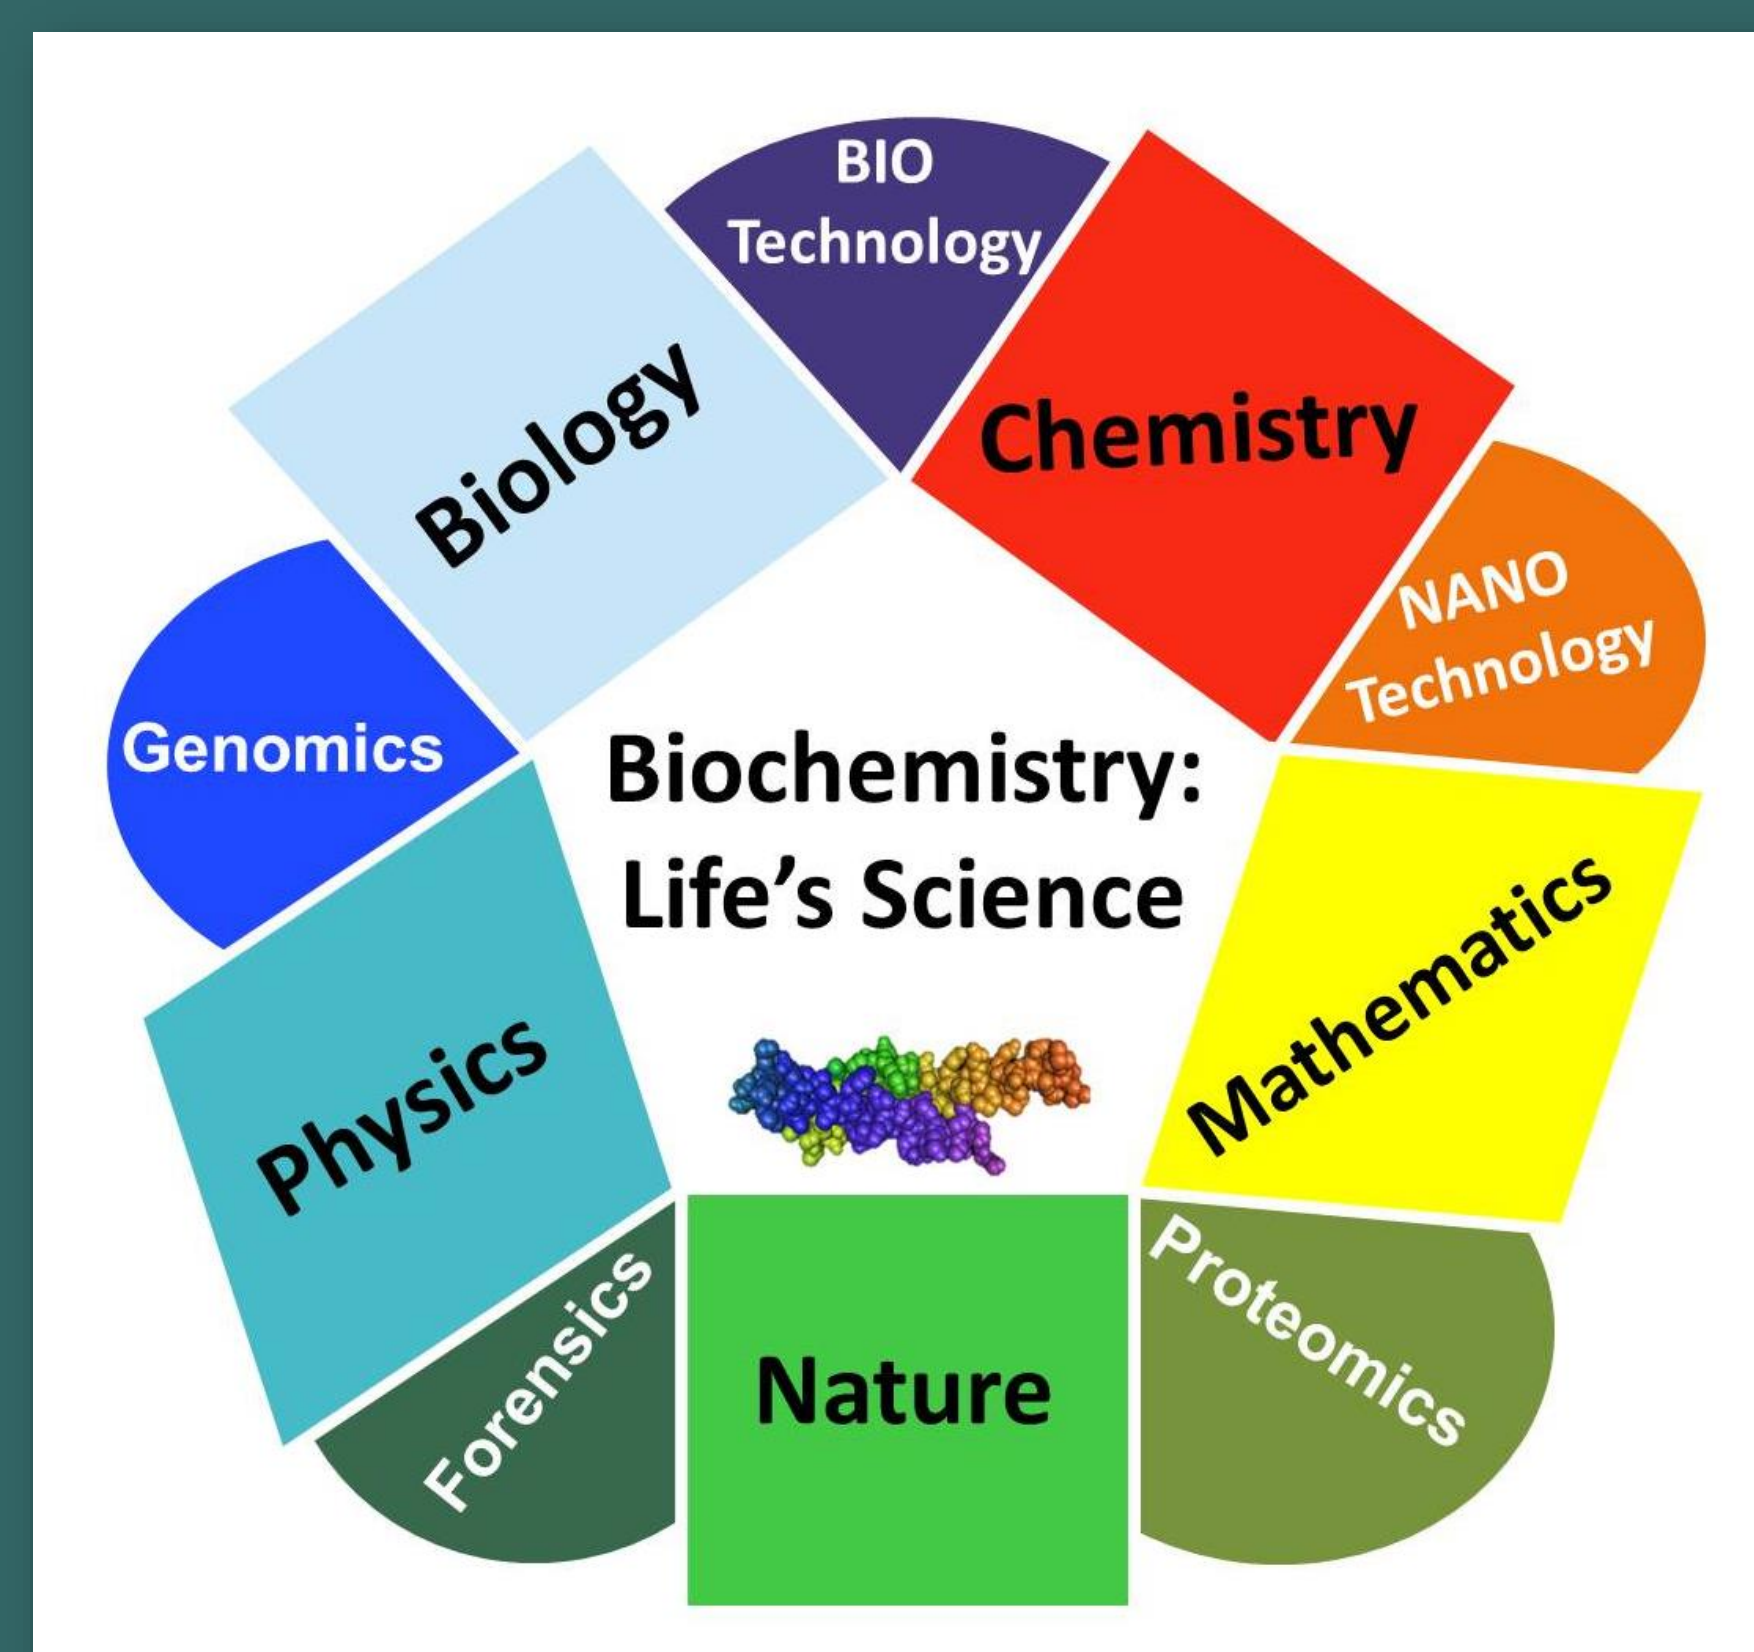 BIO
Technology
Biology
Chemistry
NANO
Technology
Genomics
Biochemistry:
Life’s Science
Mathematics
Physics
Proteomics
Forensics
Nature